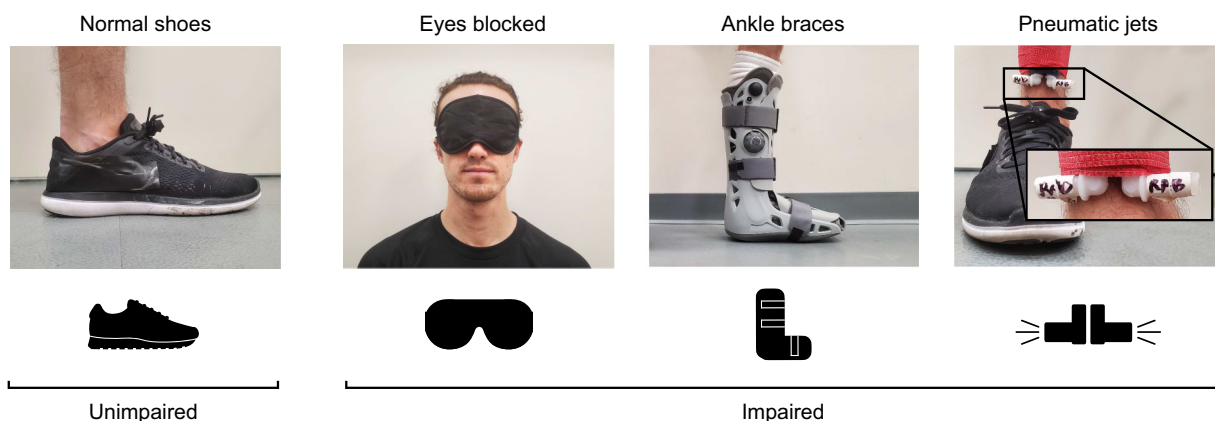 Normal shoes
Eyes blocked
Ankle braces
Pneumatic jets
Unimpaired
Impaired